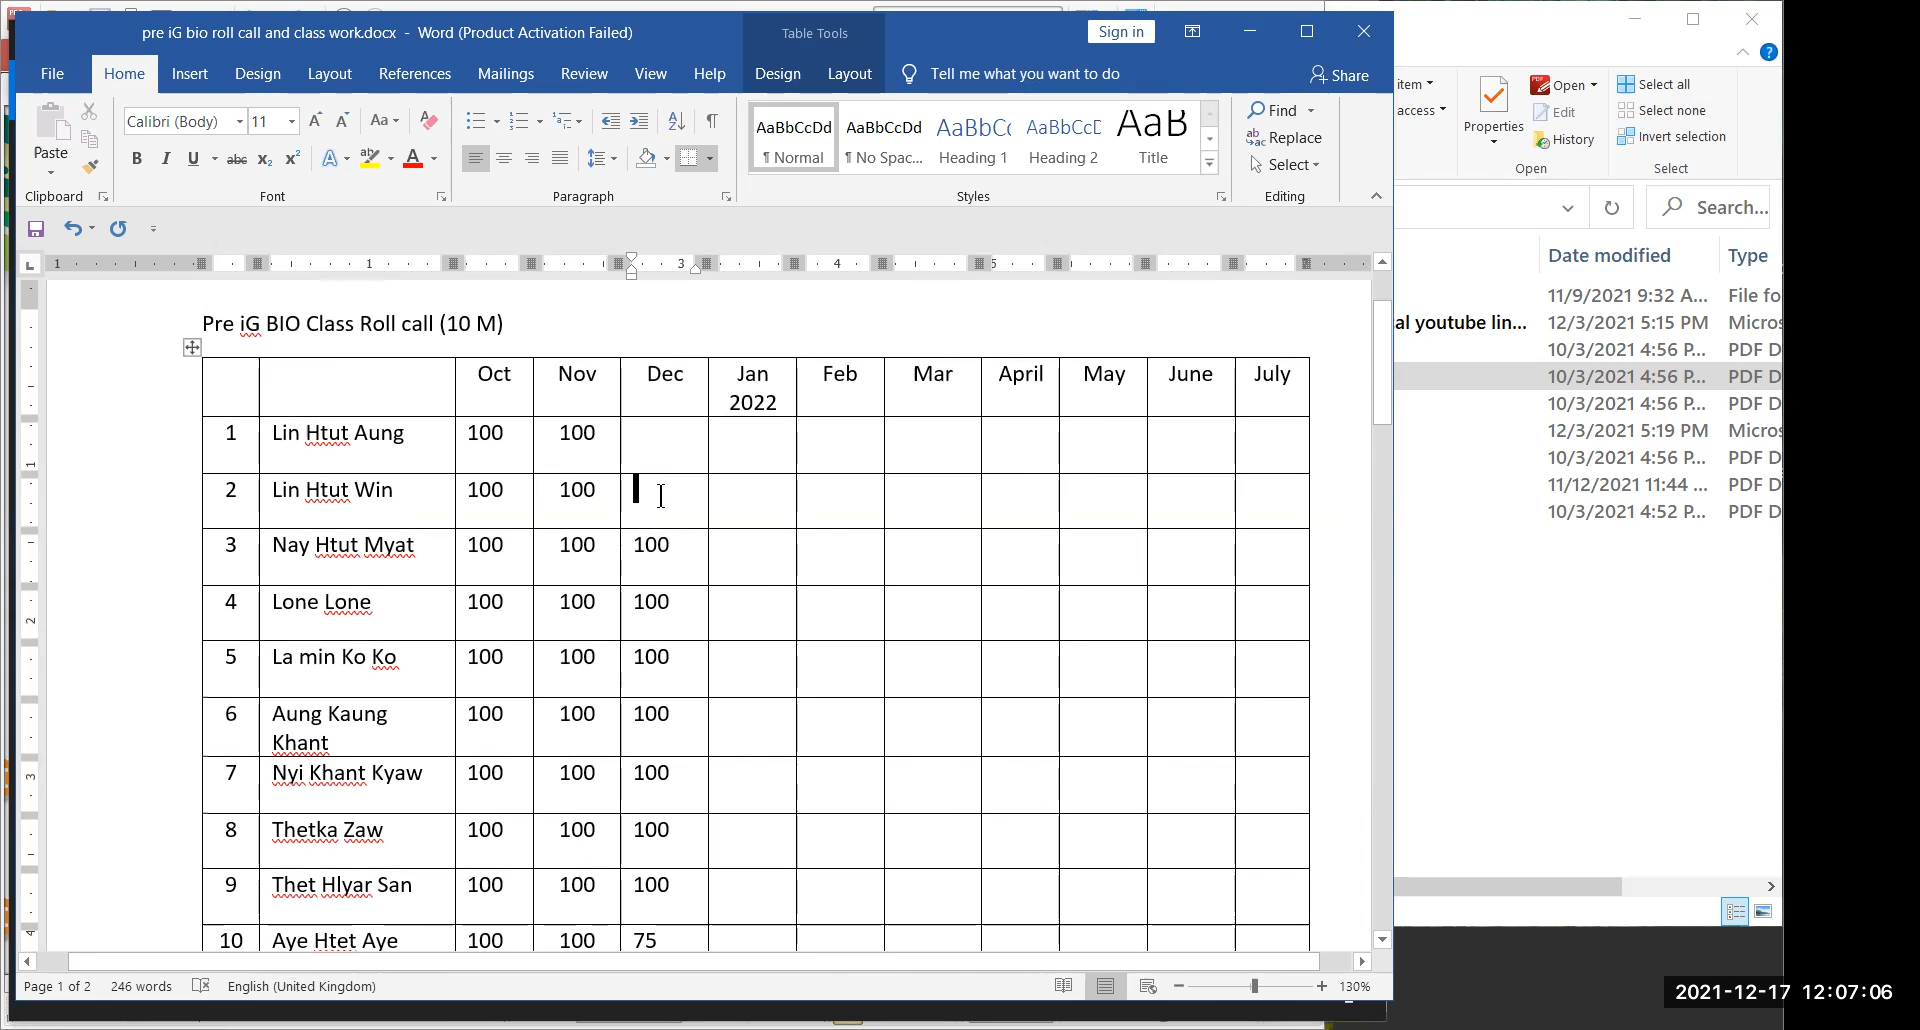 pre iG bio roll call and class work.docx - Word (Product Activation Failed)
Table Tools
Sign in
File Home Insert Design Layout References Mailings Review View Help Design Layout Tell me what you want to do Share
Calibri (Body) 11
Paste
AaBbCcDd AaBbCcDd AaBbCc AaBbCcD AaB
¶ Normal ¶ No Spac... Heading 1 Heading 2 Title
Find
Replace
Select
Clipboard Font Paragraph Styles Editing
item
access
Properties
Open
Edit
History
Select all
Select none
Invert selection
Open Select
Search...
Date modified Type
11/9/2021 9:32 A... File fo
al youtube lin... 12/3/2021 5:15 PM Micros
10/3/2021 4:56 P... PDF D
10/3/2021 4:56 P... PDF D
10/3/2021 4:56 P... PDF D
12/3/2021 5:19 PM Micros
10/3/2021 4:56 P... PDF D
11/12/2021 11:44 ... PDF D
10/3/2021 4:52 P... PDF D
1 1 3 4 5
Pre iG BIO Class Roll call (10 M)
Oct Nov Dec Jan 2022 Feb Mar April May June July
1 Lin Htut Aung 100 100
2 Lin Htut Win 100 100
3 Nay Htut Myat 100 100 100
4 Lone Lone 100 100 100
5 La min Ko Ko 100 100 100
6 Aung Kaung Khant 100 100 100
7 Nyi Khant Kyaw 100 100 100
8 Thetka Zaw 100 100 100
9 Thet Hlyar San 100 100 100
10 Aye Htet Aye 100 100 75
Page 1 of 2 246 words English (United Kingdom) 130%
2021-12-17 12:07:06